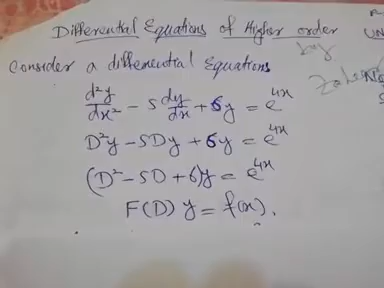 Differential Equations of Higher order
by
Consider a differential Equations
d²y/dx² - 5 dy/dx + 6y = e^4x
D²y - 5Dy + 6y = e^4x
(D² - 5D + 6)y = e^4x
F(D) y = f(x).